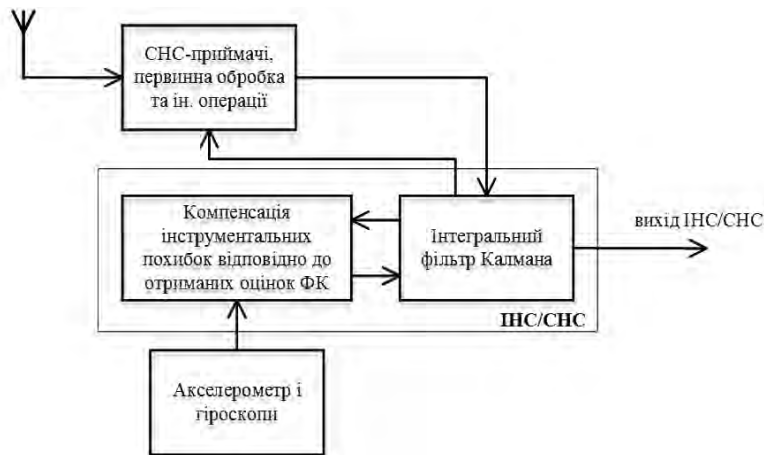 СНС-приймачі,
первинна обробка
та ін. операції
Компенсація
інструментальних
похибок відповідно до
отриманих оцінок ФК
Інтегральний
фільтр Калмана
вихід ІНС/СНС
ІНС/СНС
Акселерометр і
гіроскопи